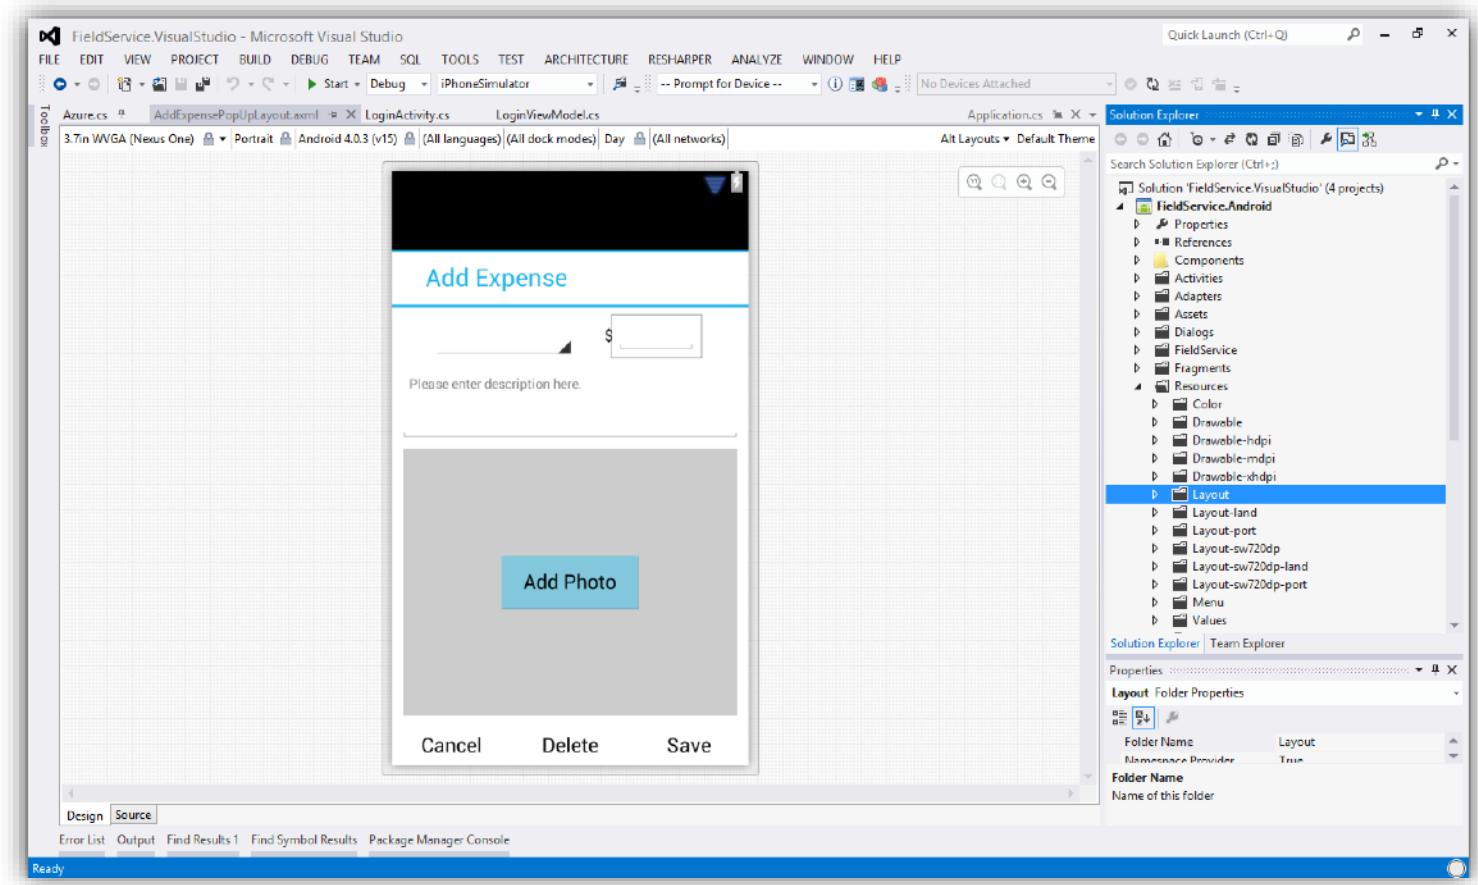 FieldService.VisualStudio - Microsoft Visual Studio
Quick Launch (Ctrl+Q)
FILE EDIT VIEW PROJECT BUILD DEBUG TEAM SQL TOOLS TEST ARCHITECTURE RESHARPER ANALYZE WINDOW HELP
Start Debug iPhoneSimulator -- Prompt for Device -- No Devices Attached
Toolbox
Azure.cs AddExpensePopUpLayout.axml LoginActivity.cs LoginViewModel.cs Application.cs
3.7in WVGA (Nexus One) Portrait Android 4.0.3 (v15) (All languages) (All dock modes) Day (All networks) Alt Layouts Default Theme
Add Expense
$
Please enter description here.
Add Photo
Cancel Delete Save
Design Source
Error List Output Find Results 1 Find Symbol Results Package Manager Console
Ready
Solution Explorer
Search Solution Explorer (Ctrl+;)
Solution 'FieldService.VisualStudio' (4 projects)
FieldService.Android
Properties
References
Components
Activities
Adapters
Assets
Dialogs
FieldService
Fragments
Resources
Color
Drawable
Drawable-hdpi
Drawable-mdpi
Drawable-xhdpi
Layout
Layout-land
Layout-port
Layout-sw720dp
Layout-sw720dp-land
Layout-sw720dp-port
Menu
Values
Solution Explorer Team Explorer
Properties
Layout Folder Properties
Folder Name Layout
Namespace Provider True
Folder Name
Name of this folder